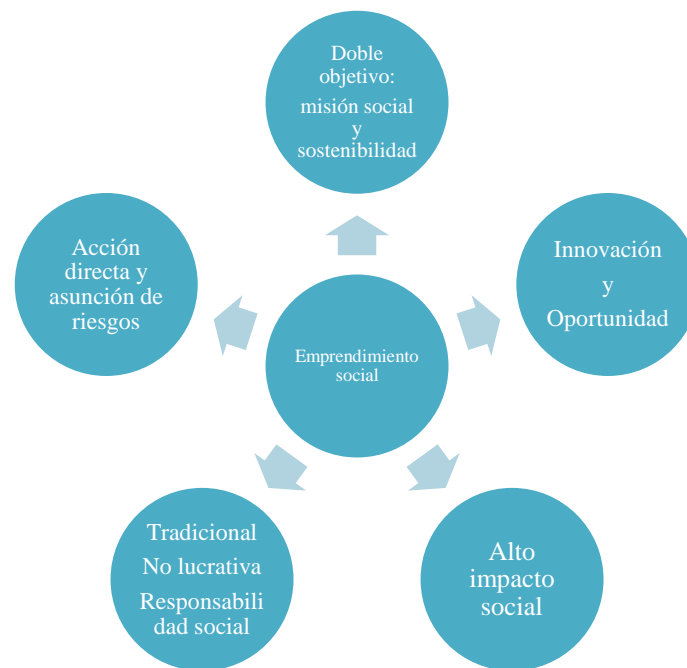 Doble
objetivo:
misión social
y
sostenibilidad
Innovación
y
Oportunidad
Alto
impacto
social
Tradicional
No lucrativa
Responsabili
dad social
Acción
directa y
asunción de
riesgos
Emprendimiento
social